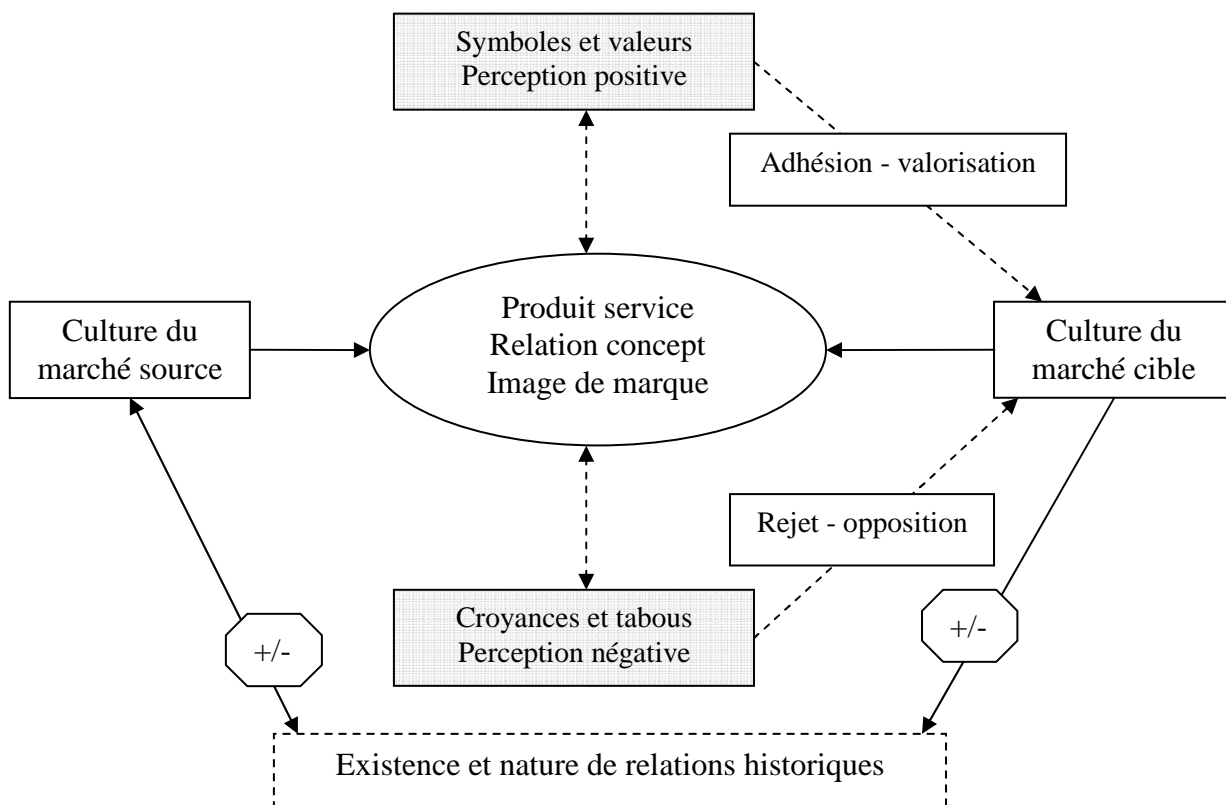 Symboles et valeurs
Perception positive
Adhésion - valorisation
Culture du
marché source
Produit service
Relation concept
Image de marque
Culture du
marché cible
Rejet - opposition
Croyances et tabous
Perception négative
+/-
+/-
Existence et nature de relations historiques